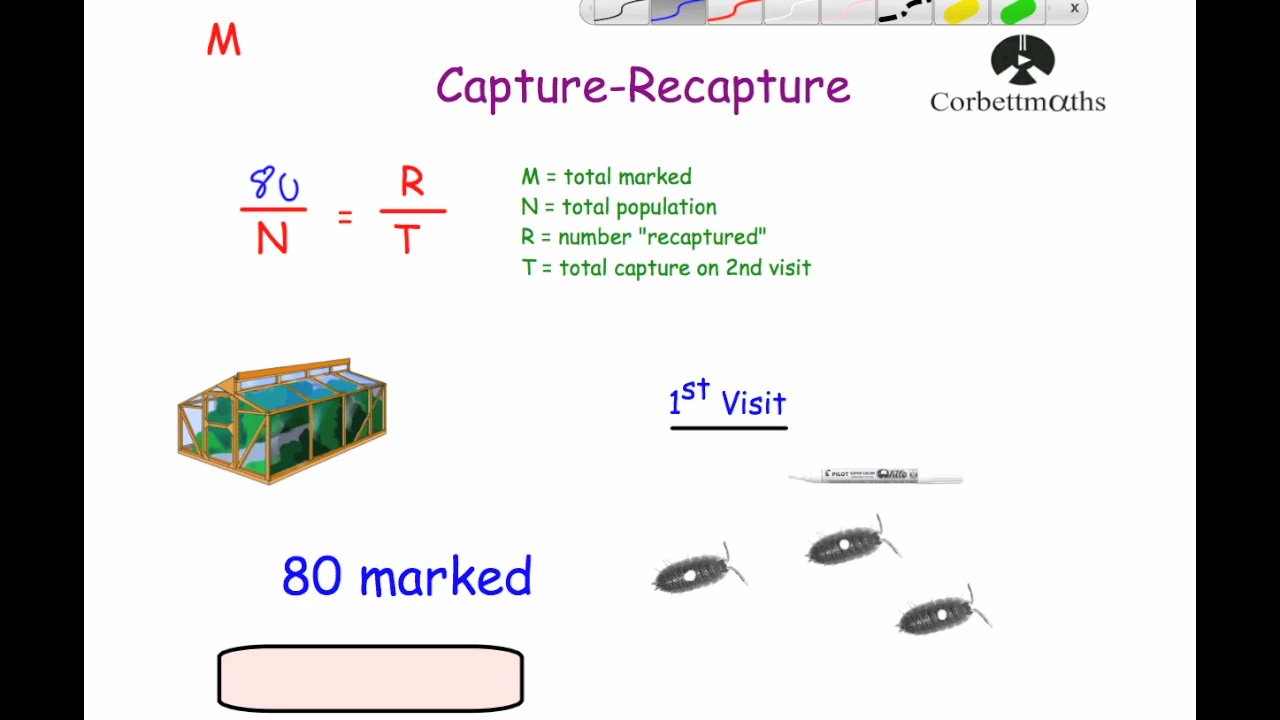 M
x
Capture-Recapture
Corbettmαths
80
N
=
R
T
M = total marked
N = total population
R = number "recaptured"
T = total capture on 2nd visit
1st Visit
PILOT
80 marked